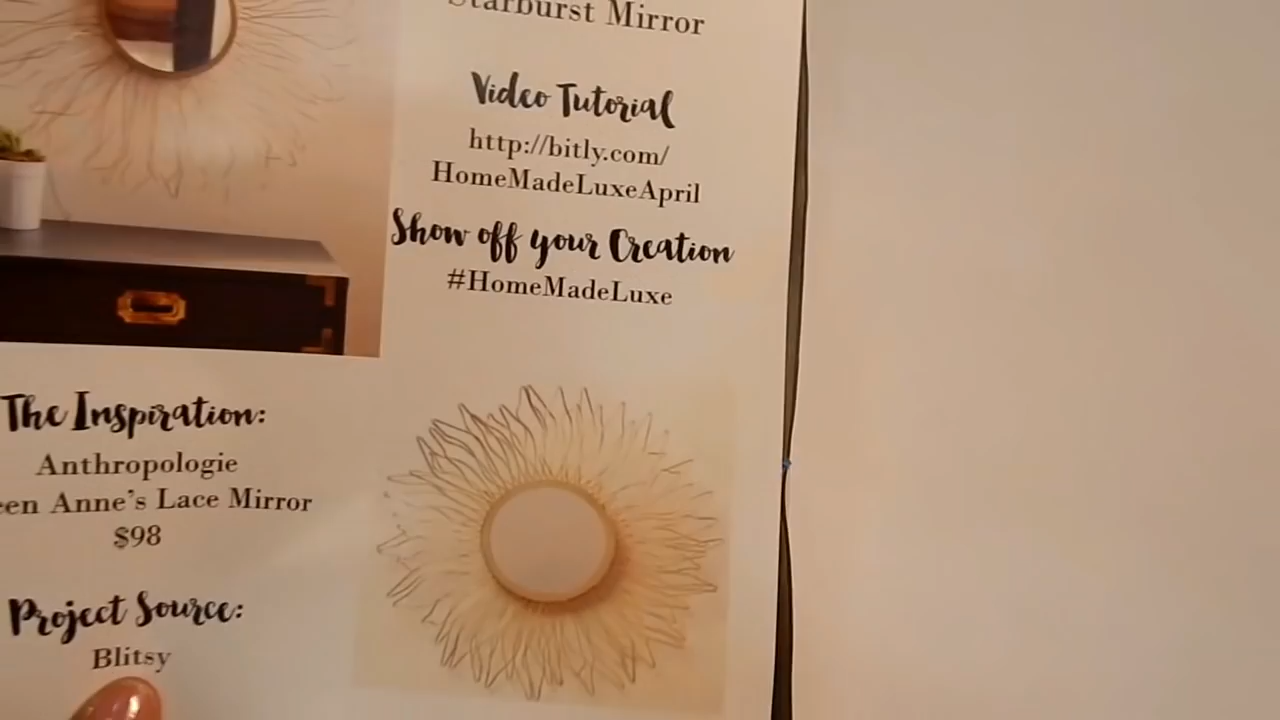 Starburst Mirror
Video Tutorial
http://bitly.com/
HomeMadeLuxeApril
Show off your Creation
#HomeMadeLuxe
The Inspiration:
Anthropologie
Anne's Lace Mirror
$98
Project Source:
Blitsy